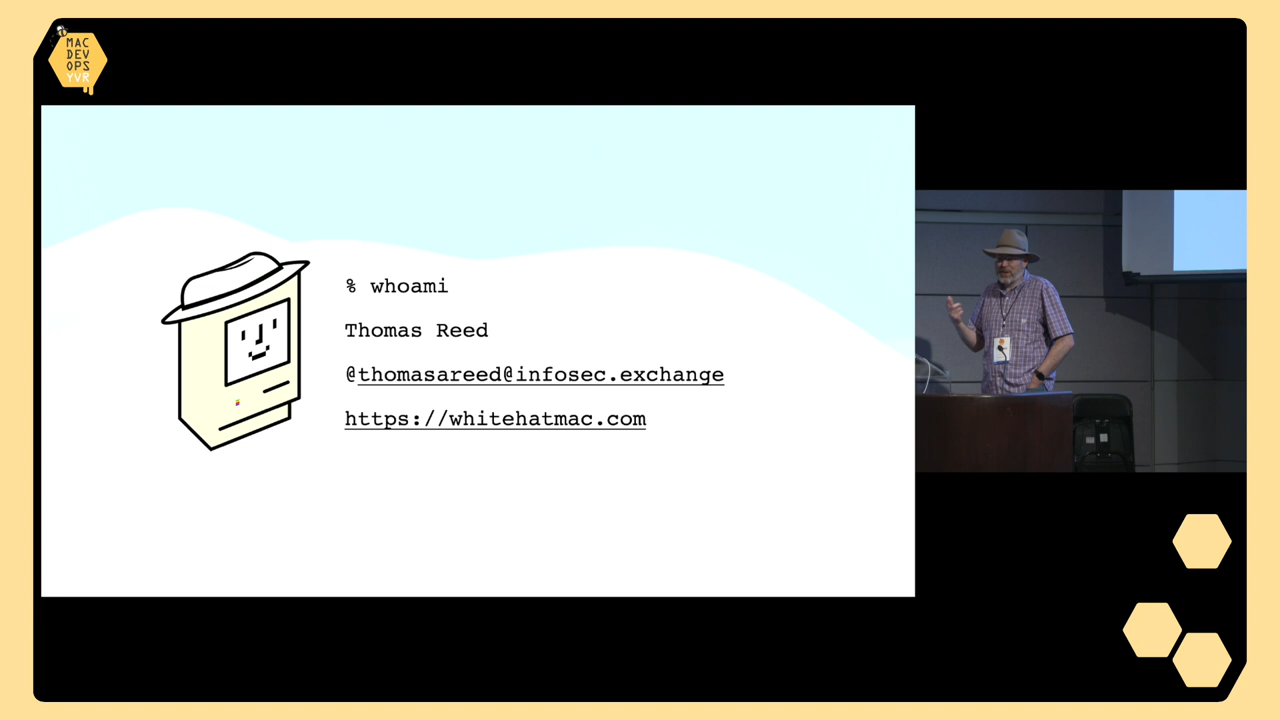 MAC
DEV
OPS
YVR
% whoami
Thomas Reed
@thomasareed@infosec.exchange
https://whitehatmac.com